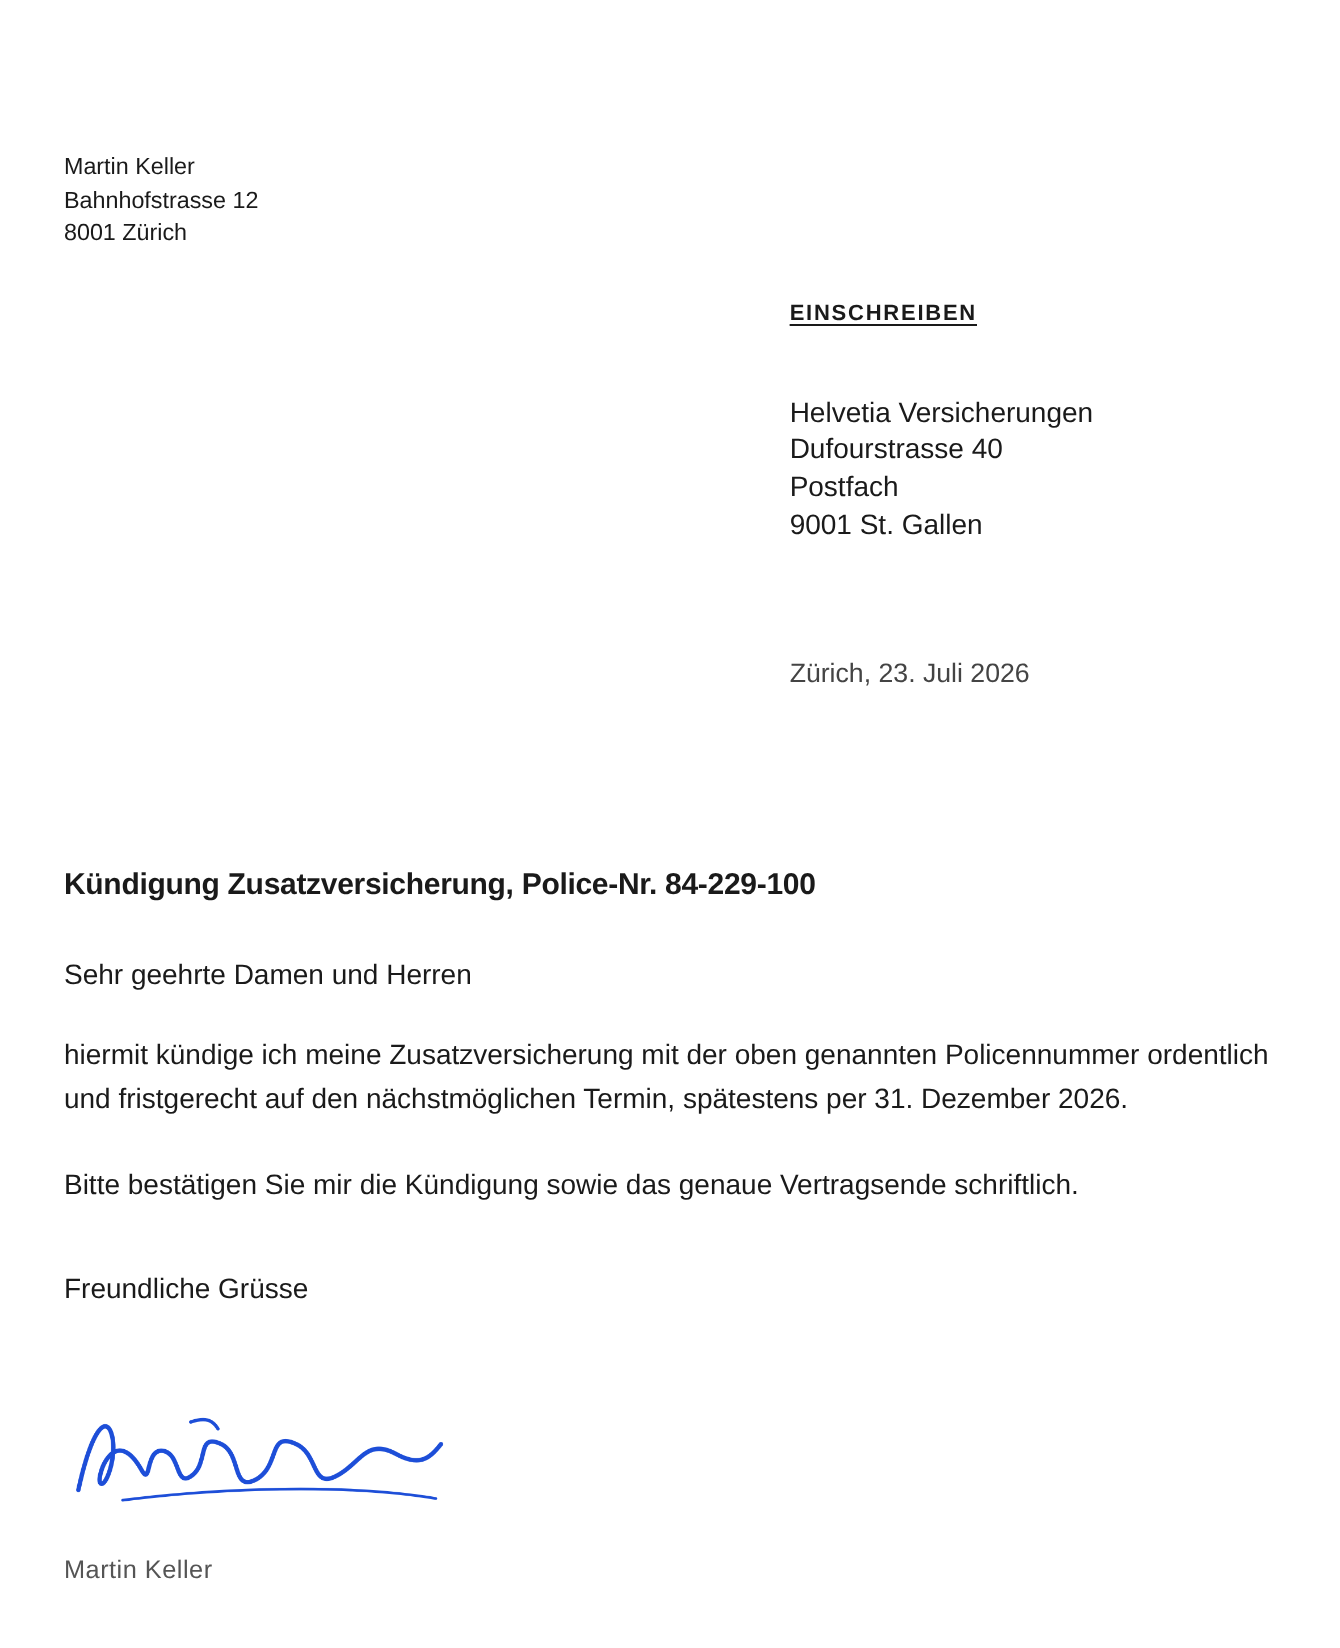 Martin Keller
Bahnhofstrasse 12
8001 Zürich
EINSCHREIBEN
Helvetia Versicherungen
Dufourstrasse 40
Postfach
9001 St. Gallen
Zürich, 23. Juli 2026
Kündigung Zusatzversicherung, Police-Nr. 84-229-100
Sehr geehrte Damen und Herren
hiermit kündige ich meine Zusatzversicherung mit der oben genannten Policennummer ordentlich
und fristgerecht auf den nächstmöglichen Termin, spätestens per 31. Dezember 2026.
Bitte bestätigen Sie mir die Kündigung sowie das genaue Vertragsende schriftlich.
Freundliche Grüsse
Martin Keller